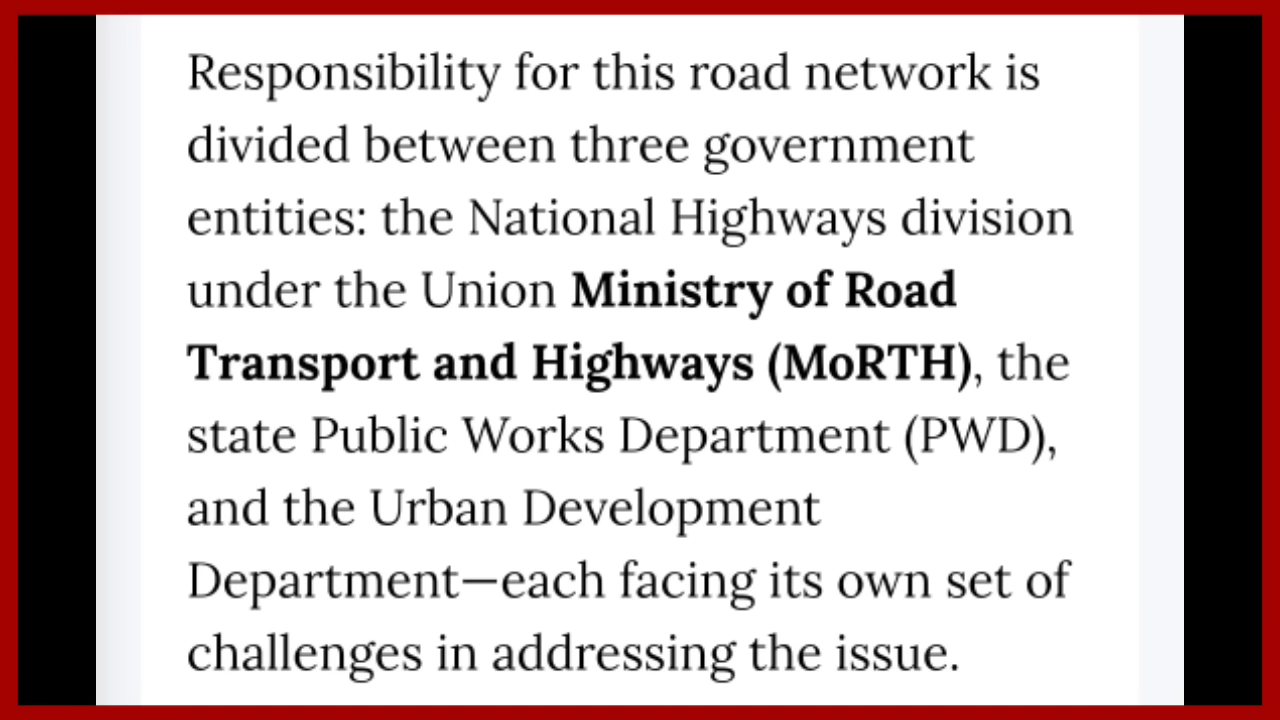 Responsibility for this road network is
divided between three government
entities: the National Highways division
under the Union Ministry of Road
Transport and Highways (MoRTH), the
state Public Works Department (PWD),
and the Urban Development
Department—each facing its own set of
challenges in addressing the issue.